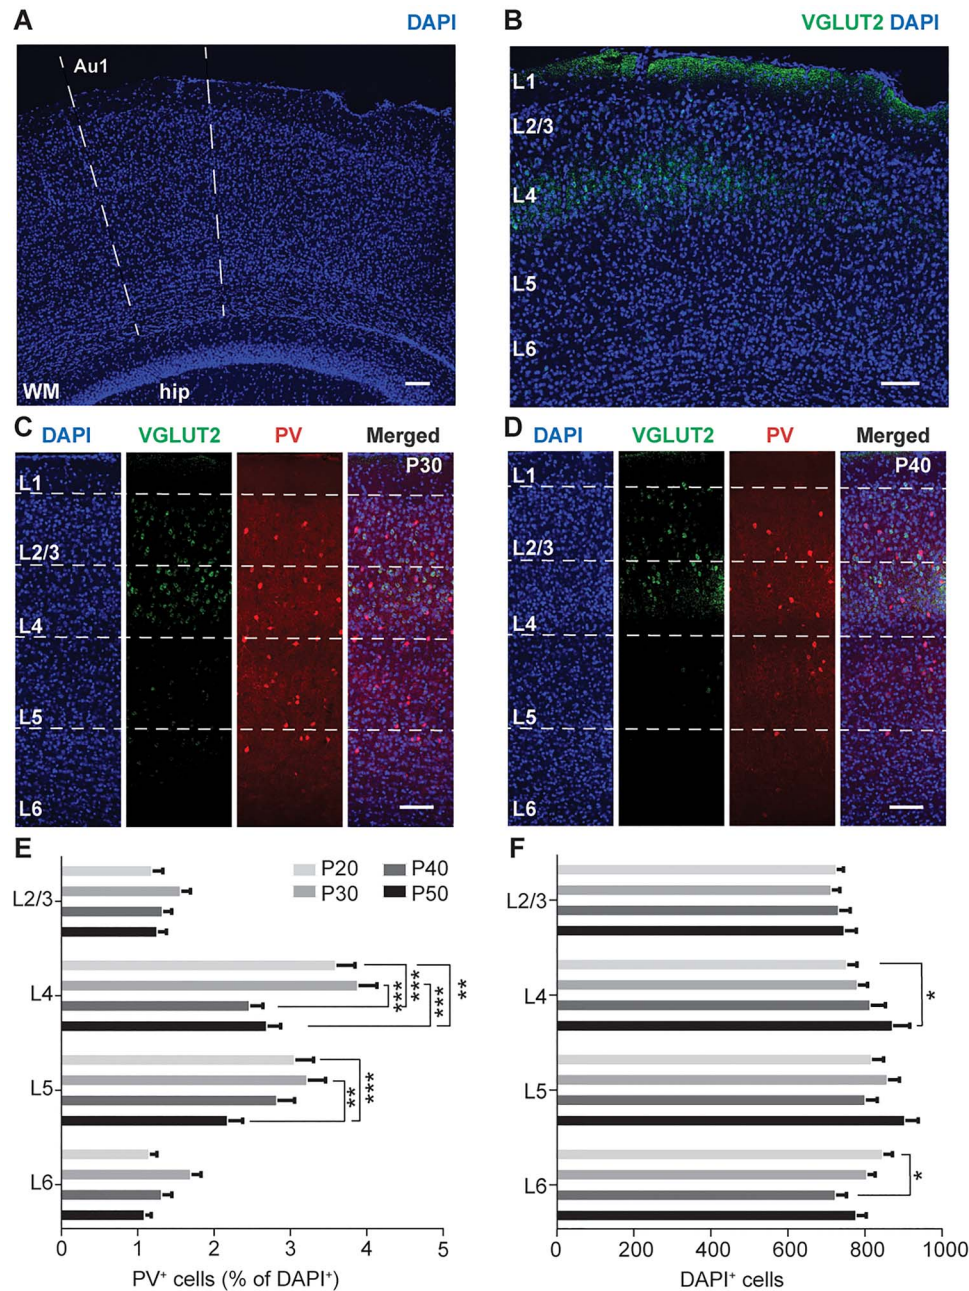 A
DAPI
Au1
WM
hip
B
VGLUT2 DAPI
L1
L2/3
L4
L5
L6
C
DAPI
VGLUT2
PV
Merged
P30
L1
L2/3
L4
L5
L6
D
DAPI
VGLUT2
PV
Merged
P40
L1
L2/3
L4
L5
L6
E
P20
P40
P30
P50
L2/3
L4
***
***
***
**
L5
**
***
L6
0 1 2 3 4 5
PV⁺ cells (% of DAPI⁺)
F
L2/3
L4
*
L5
L6
*
0 200 400 600 800 1000
DAPI⁺ cells